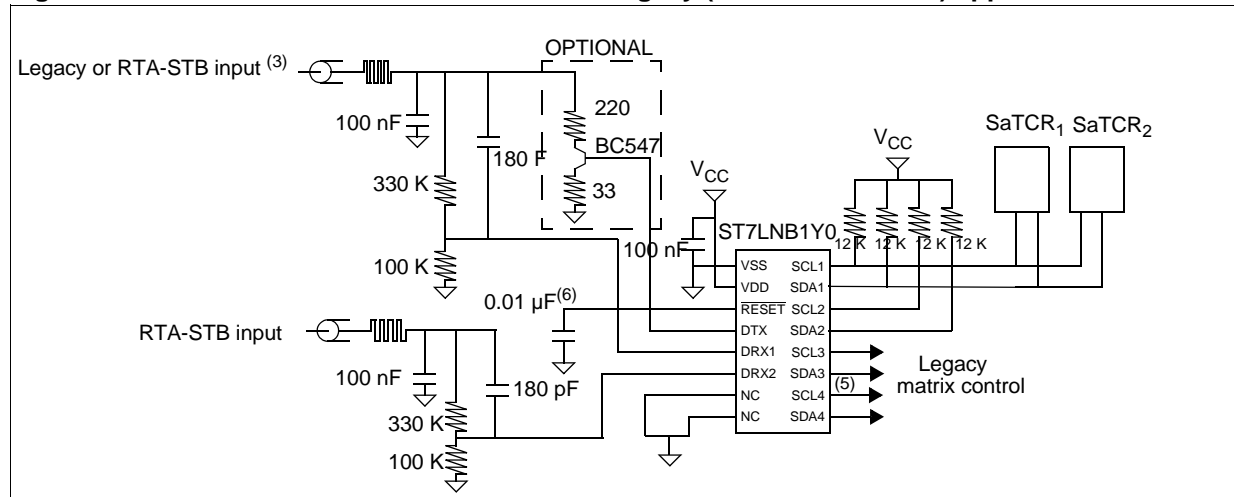 Legacy or RTA-STB input (3)
OPTIONAL
220
BC547
33
100 nF
180 F
330 K
100 K
VCC
VCC
SaTCR1
SaTCR2
ST7LNB1Y0
100 nF
12 K
12 K
12 K
12 K
VSS
VDD
RESET
DTX
DRX1
DRX2
NC
NC
SCL1
SDA1
SCL2
SDA2
SCL3
SDA3
SCL4
SDA4
(5)
Legacy
matrix control
0.01 µF(6)
RTA-STB input
100 nF
180 pF
330 K
100 K